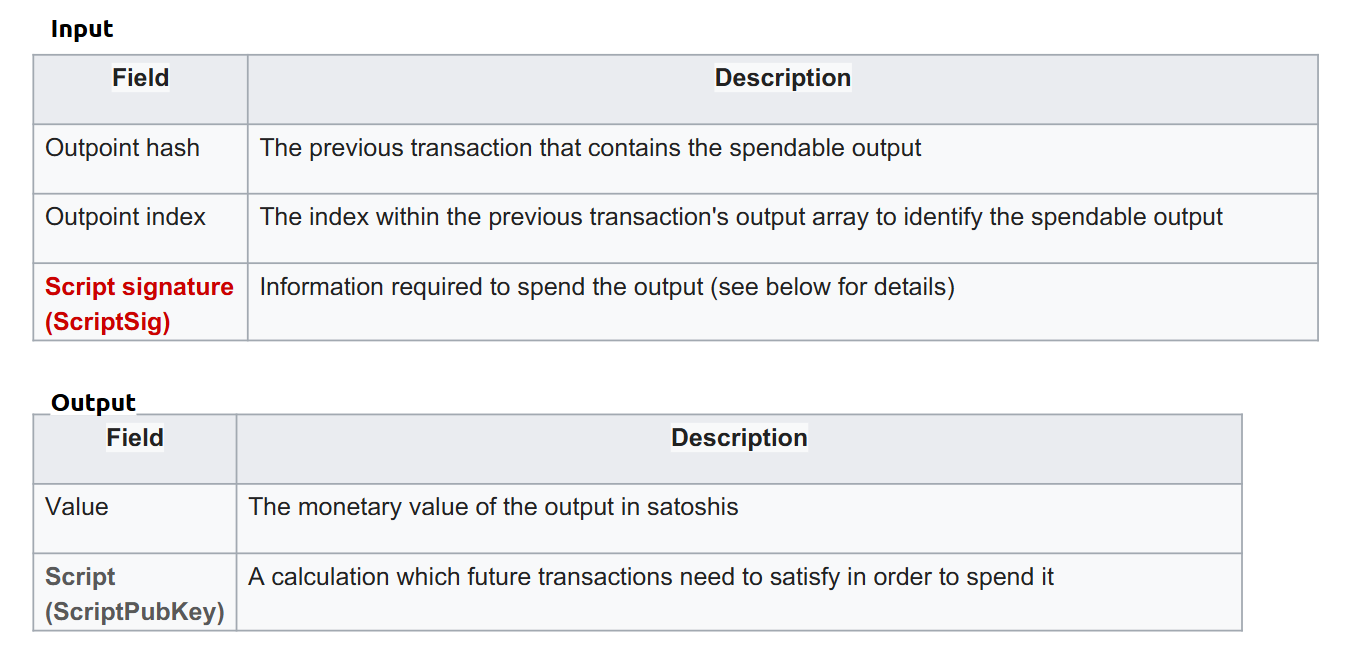 Input
Field Description
Outpoint hash The previous transaction that contains the spendable output
Outpoint index The index within the previous transaction's output array to identify the spendable output
Script signature Information required to spend the output (see below for details)
(ScriptSig)
Output
Field Description
Value The monetary value of the output in satoshis
Script A calculation which future transactions need to satisfy in order to spend it
(ScriptPubKey)